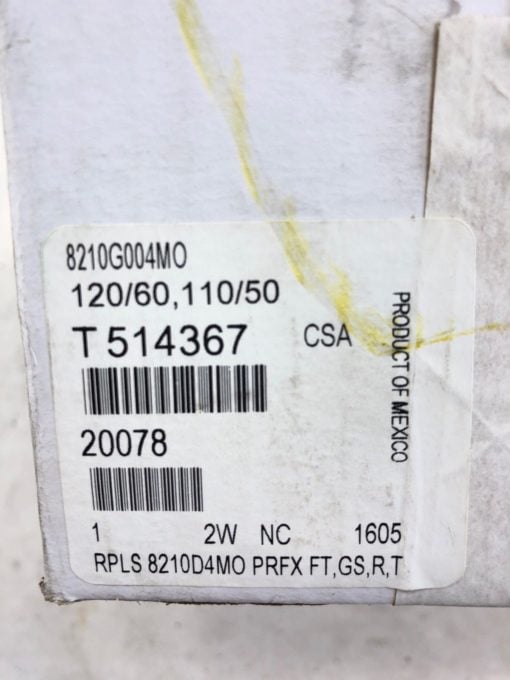 8210G004MO
120/60,110/50
T 514367 CSA
20078
1 2W NC 1605
RPLS 8210D4MO PRFX FT,GS,R,T
PRODUCT OF MEXICO